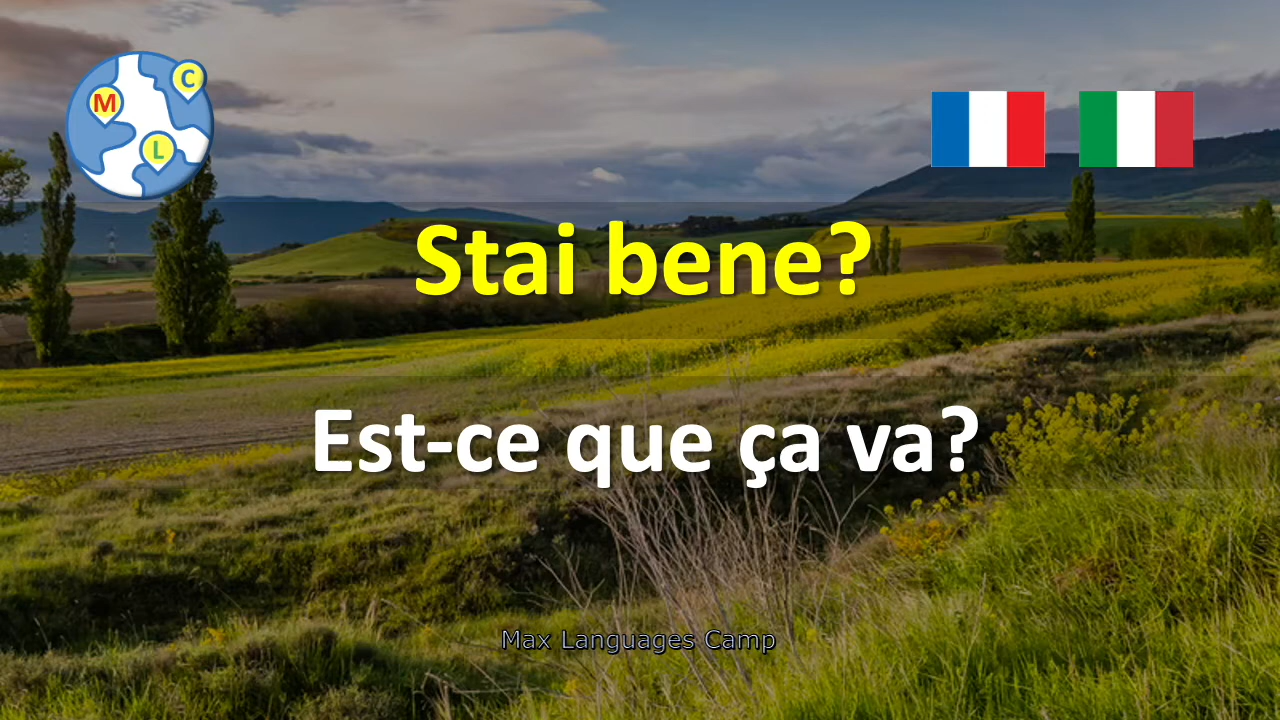 M
C
L
Stai bene?
Est-ce que ça va?
Max Languages Camp